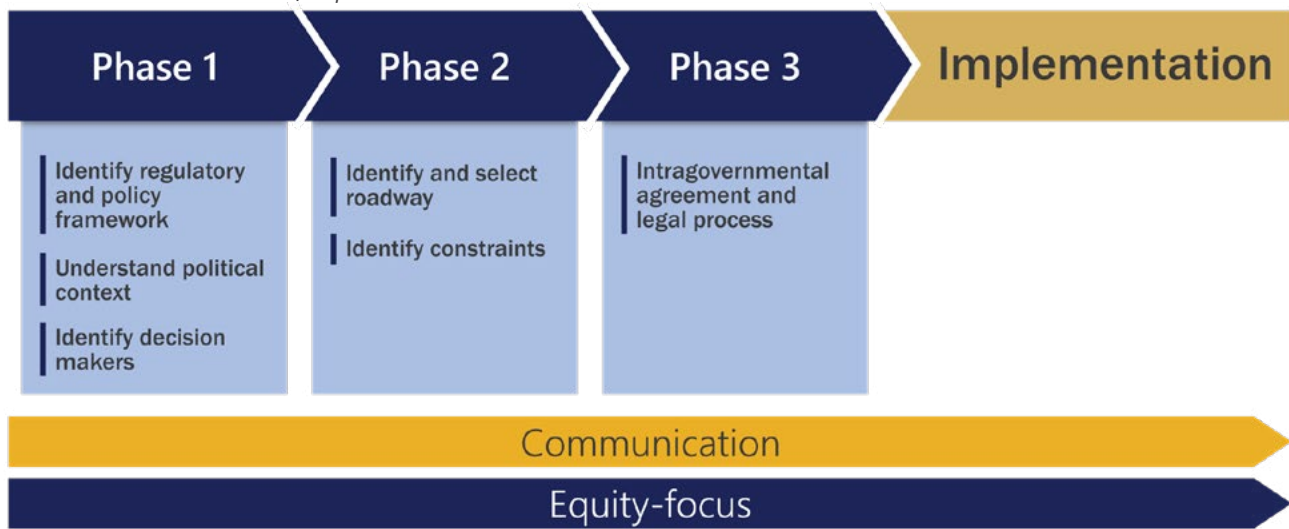 Phase 1
Phase 2
Phase 3
Implementation
Identify regulatory
and policy
framework
Understand political
context
Identify decision
makers
Identify and select
roadway
Identify constraints
Intragovernmental
agreement and
legal process
Communication
Equity-focus